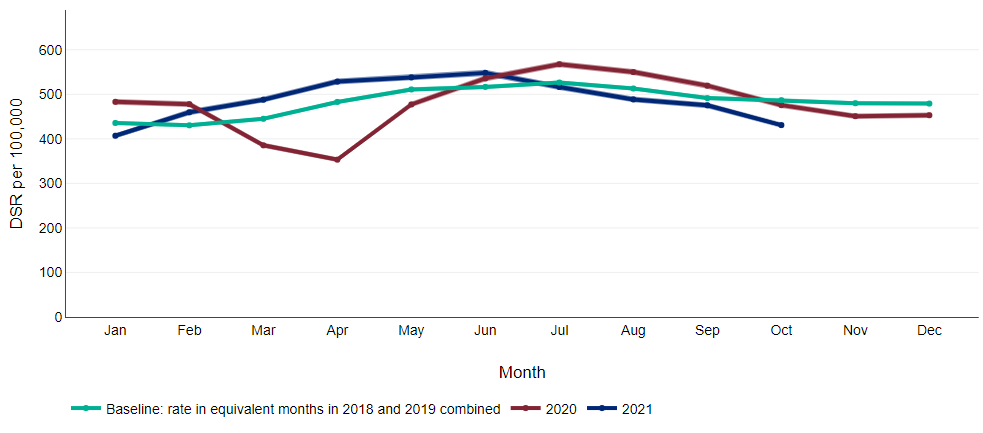 600
500
400
300
200
100
0
DSR per 100,000
Jan Feb Mar Apr May Jun Jul Aug Sep Oct Nov Dec
Month
Baseline: rate in equivalent months in 2018 and 2019 combined 2020 2021